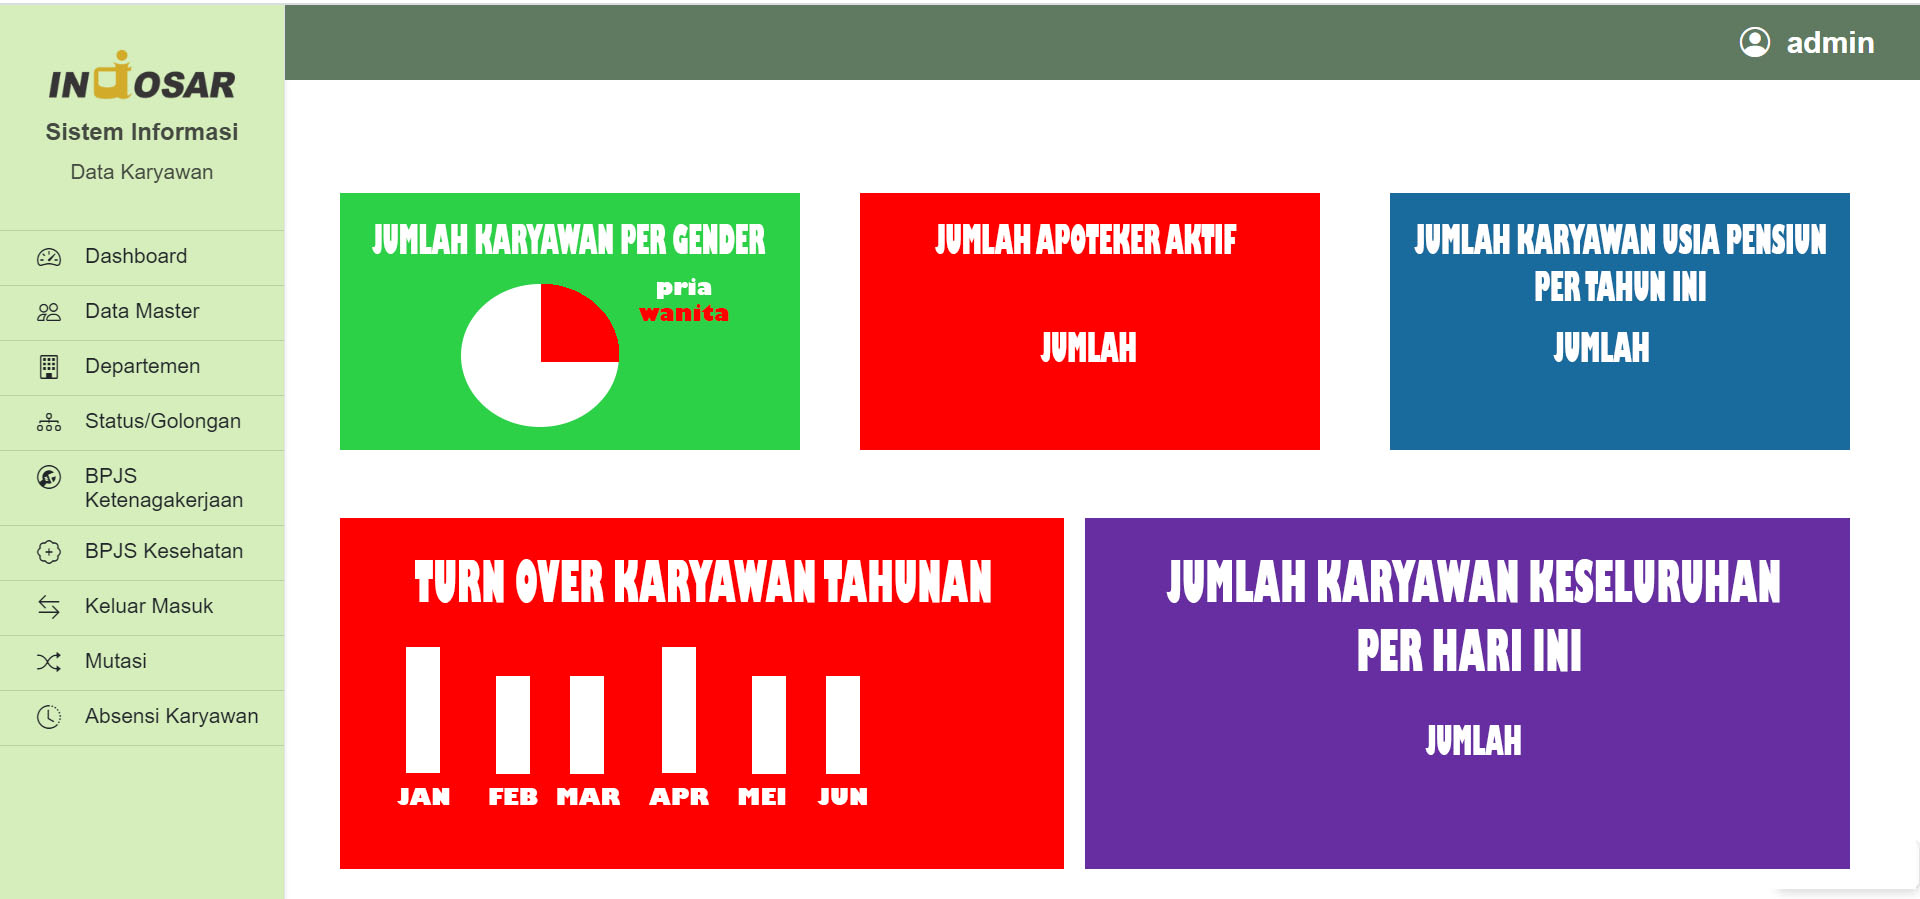 INDOSAR
Sistem Informasi
Data Karyawan
Dashboard
Data Master
Departemen
Status/Golongan
BPJS
Ketenagakerjaan
BPJS Kesehatan
Keluar Masuk
Mutasi
Absensi Karyawan
admin
JUMLAH KARYAWAN PER GENDER
pria
wanita
JUMLAH APOTEKER AKTIF
JUMLAH
JUMLAH KARYAWAN USIA PENSIUN
PER TAHUN INI
JUMLAH
TURN OVER KARYAWAN TAHUNAN
JAN FEB MAR APR MEI JUN
JUMLAH KARYAWAN KESELURUHAN
PER HARI INI
JUMLAH